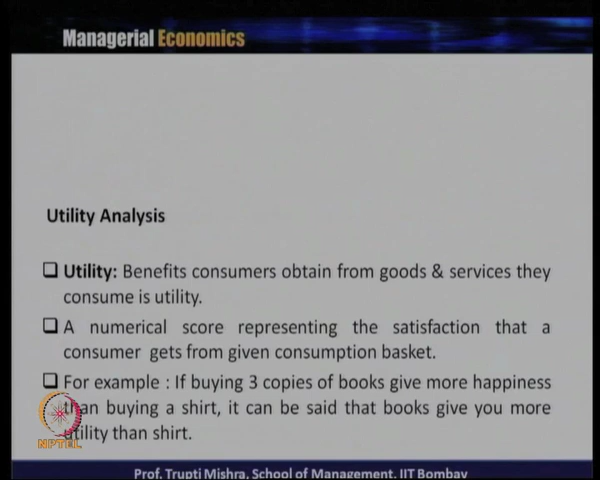 Managerial Economics
Utility Analysis
Utility: Benefits consumers obtain from goods & services they
consume is utility.
A numerical score representing the satisfaction that a
consumer gets from given consumption basket.
For example : If buying 3 copies of books give more happiness
than buying a shirt, it can be said that books give you more
utility than shirt.
NPTEL
Prof. Trupti Mishra, School of Management, IIT Bombay